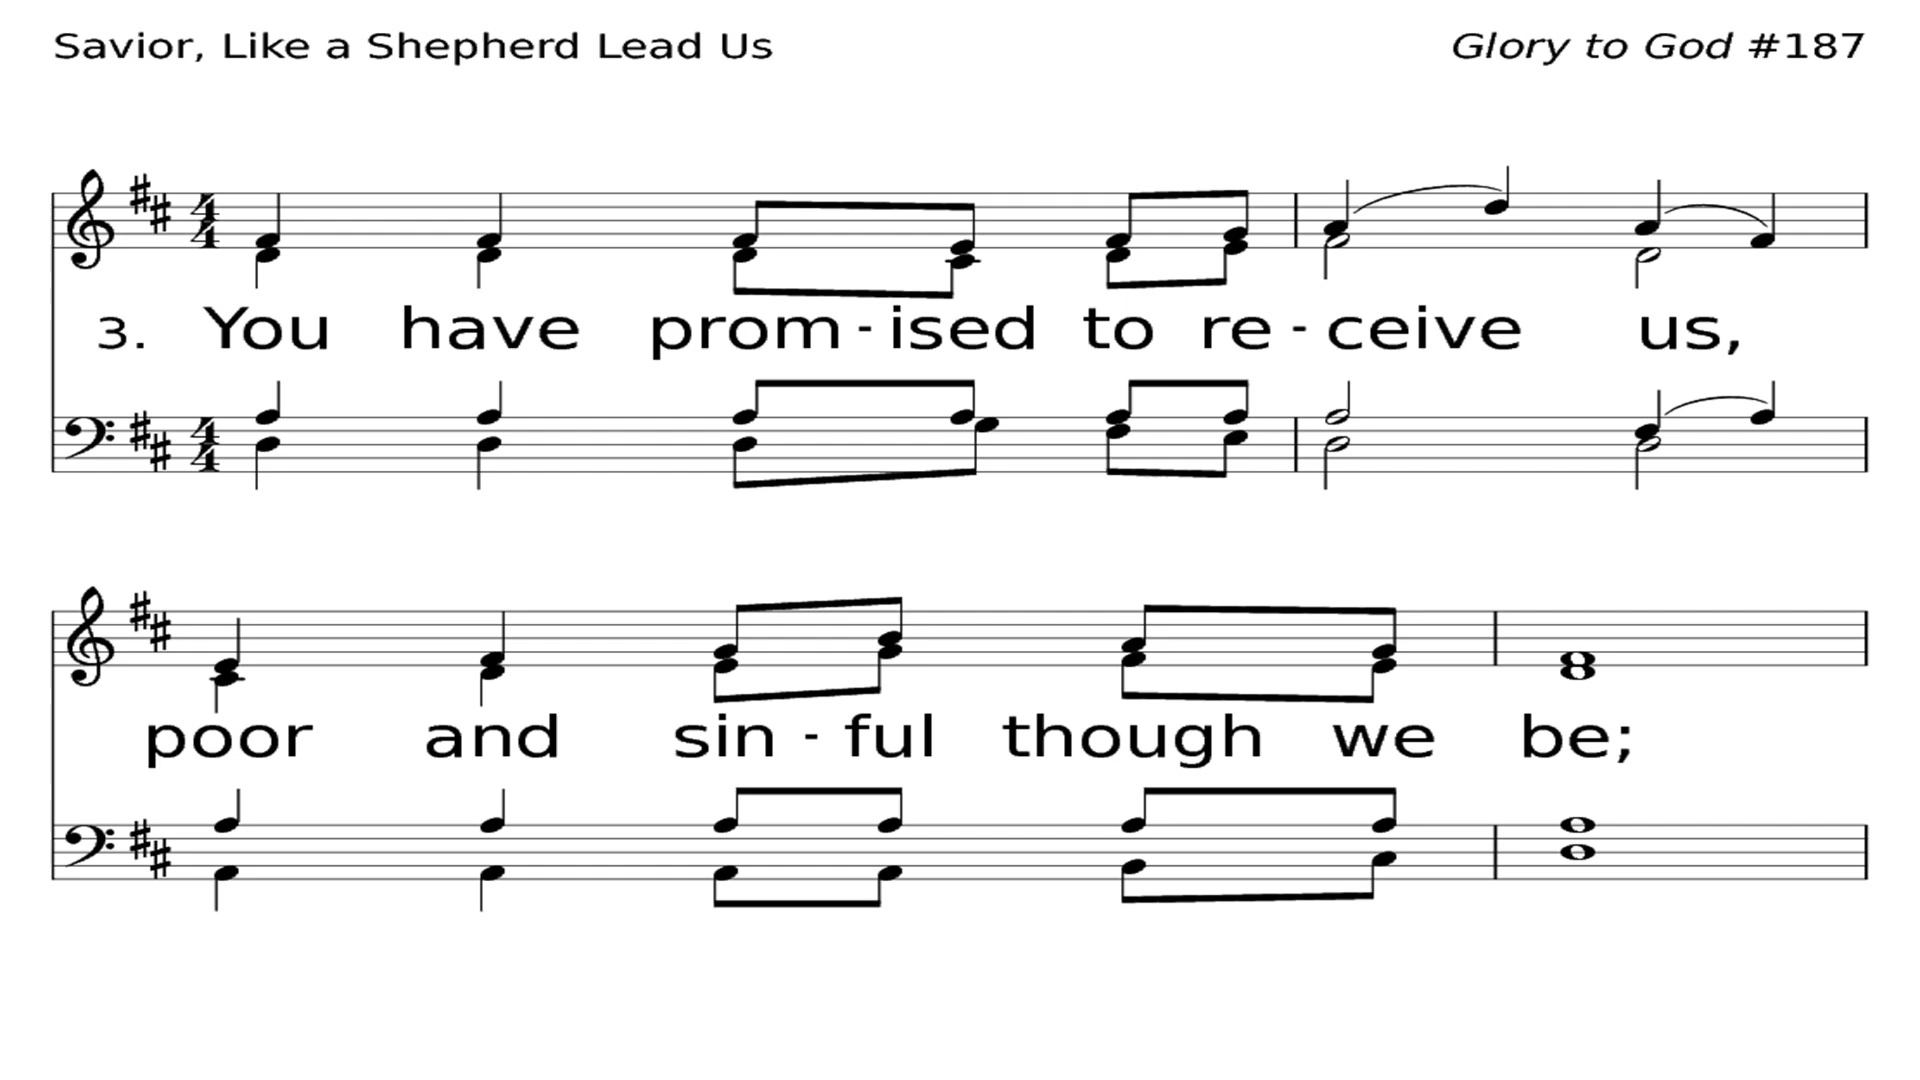 Savior, Like a Shepherd Lead Us
Glory to God #187
3. You have prom - ised to re - ceive us,
poor and sin - ful though we be;